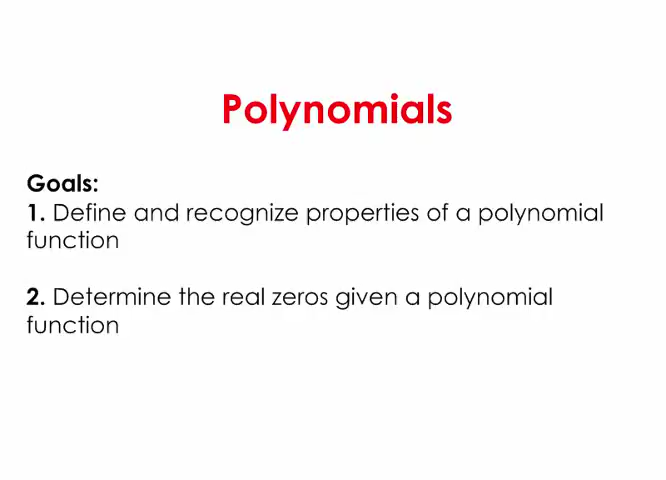 Polynomials
Goals:
1. Define and recognize properties of a polynomial
function
2. Determine the real zeros given a polynomial
function